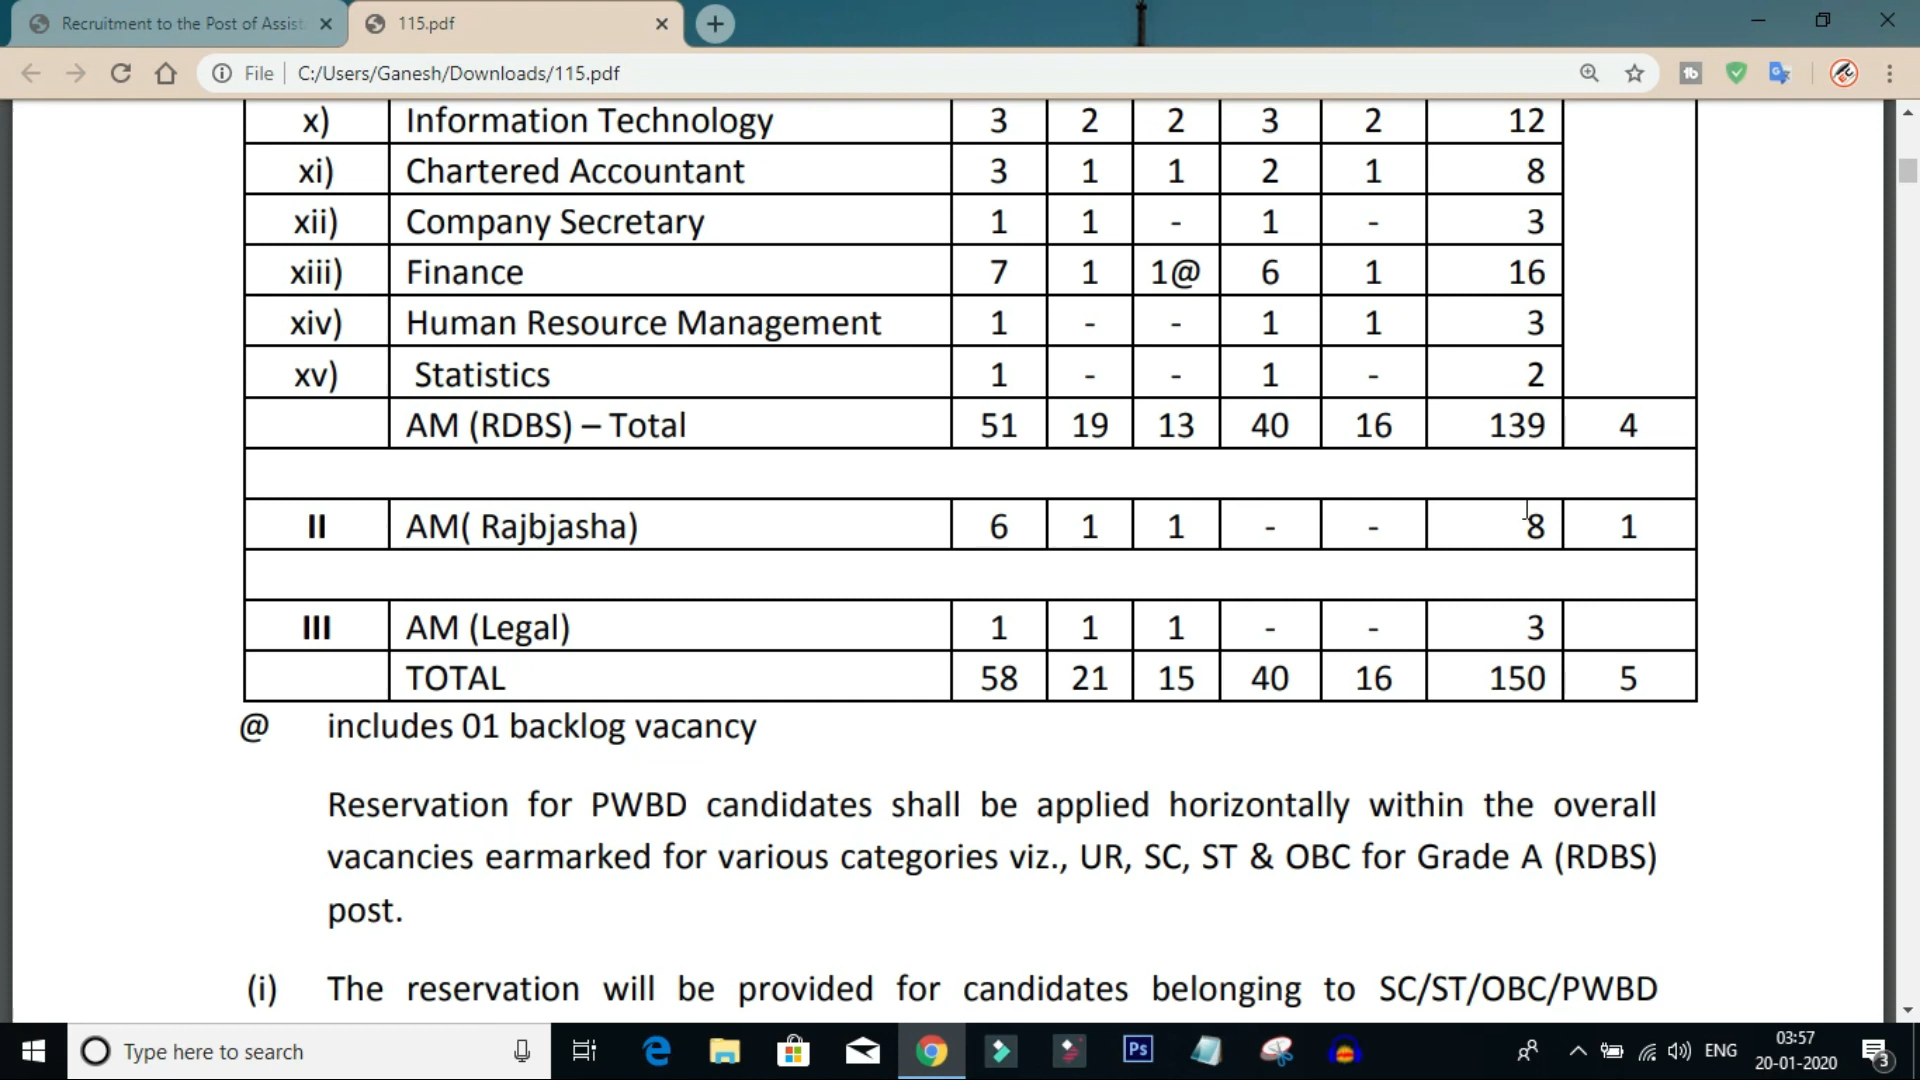 Recruitment to the Post of Assist
115.pdf
File C:/Users/Ganesh/Downloads/115.pdf
x) Information Technology 3 2 2 3 2 12
xi) Chartered Accountant 3 1 1 2 1 8
xii) Company Secretary 1 1 - 1 - 3
xiii) Finance 7 1 1@ 6 1 16
xiv) Human Resource Management 1 - - 1 1 3
xv) Statistics 1 - - 1 - 2
AM (RDBS) – Total 51 19 13 40 16 139 4
II AM( Rajbjasha) 6 1 1 - - 8 1
III AM (Legal) 1 1 1 - - 3
TOTAL 58 21 15 40 16 150 5
@ includes 01 backlog vacancy
Reservation for PWBD candidates shall be applied horizontally within the overall
vacancies earmarked for various categories viz., UR, SC, ST & OBC for Grade A (RDBS)
post.
(i) The reservation will be provided for candidates belonging to SC/ST/OBC/PWBD
Type here to search
Ps
ENG
03:57
20-01-2020
3